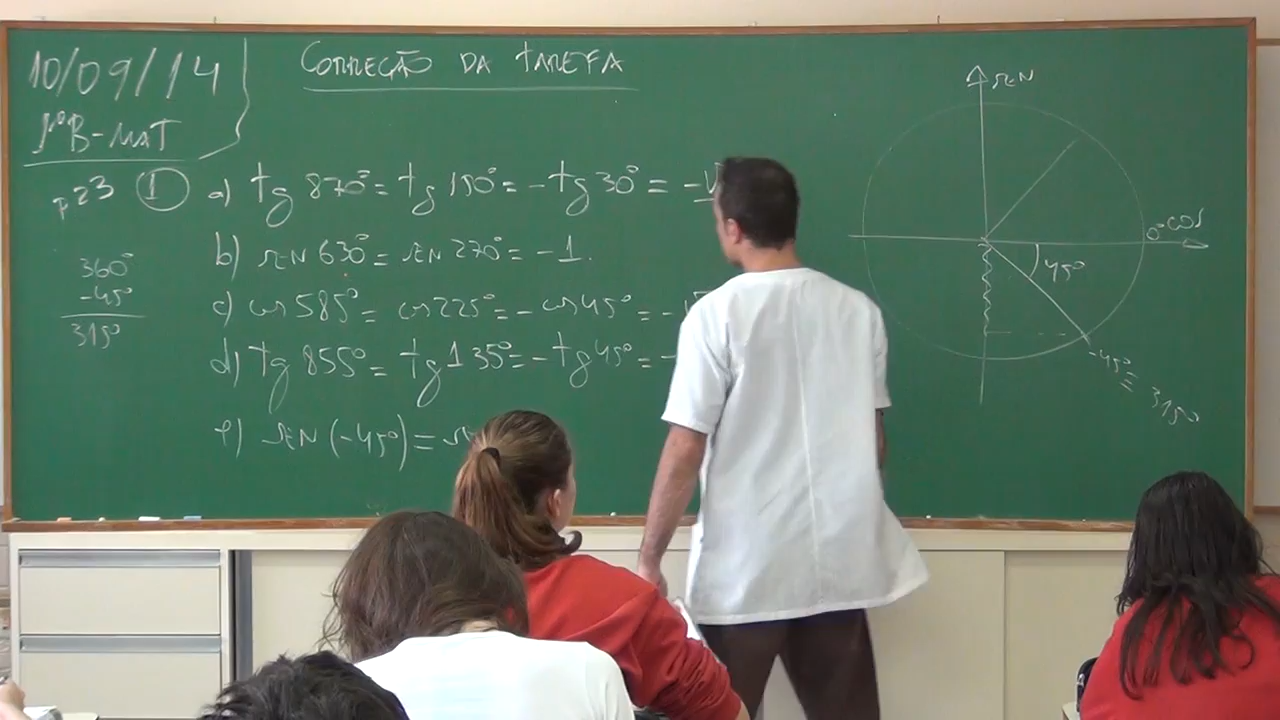 10/09/14
1ºB-MAT
CORREÇÃO DA TAREFA
p23 1 a) tg 870° = tg 150° = -tg 30° = -√
b) SEN 630° = SEN 270° = -1.
c) cos 585° = cos 225° = - cos 45° = -√
d) tg 855° = tg 135° = -tg 45° = -
e) SEN (-45°) =
360°
-45°
315°
SEN
0° cos
45°
-45° = 315°